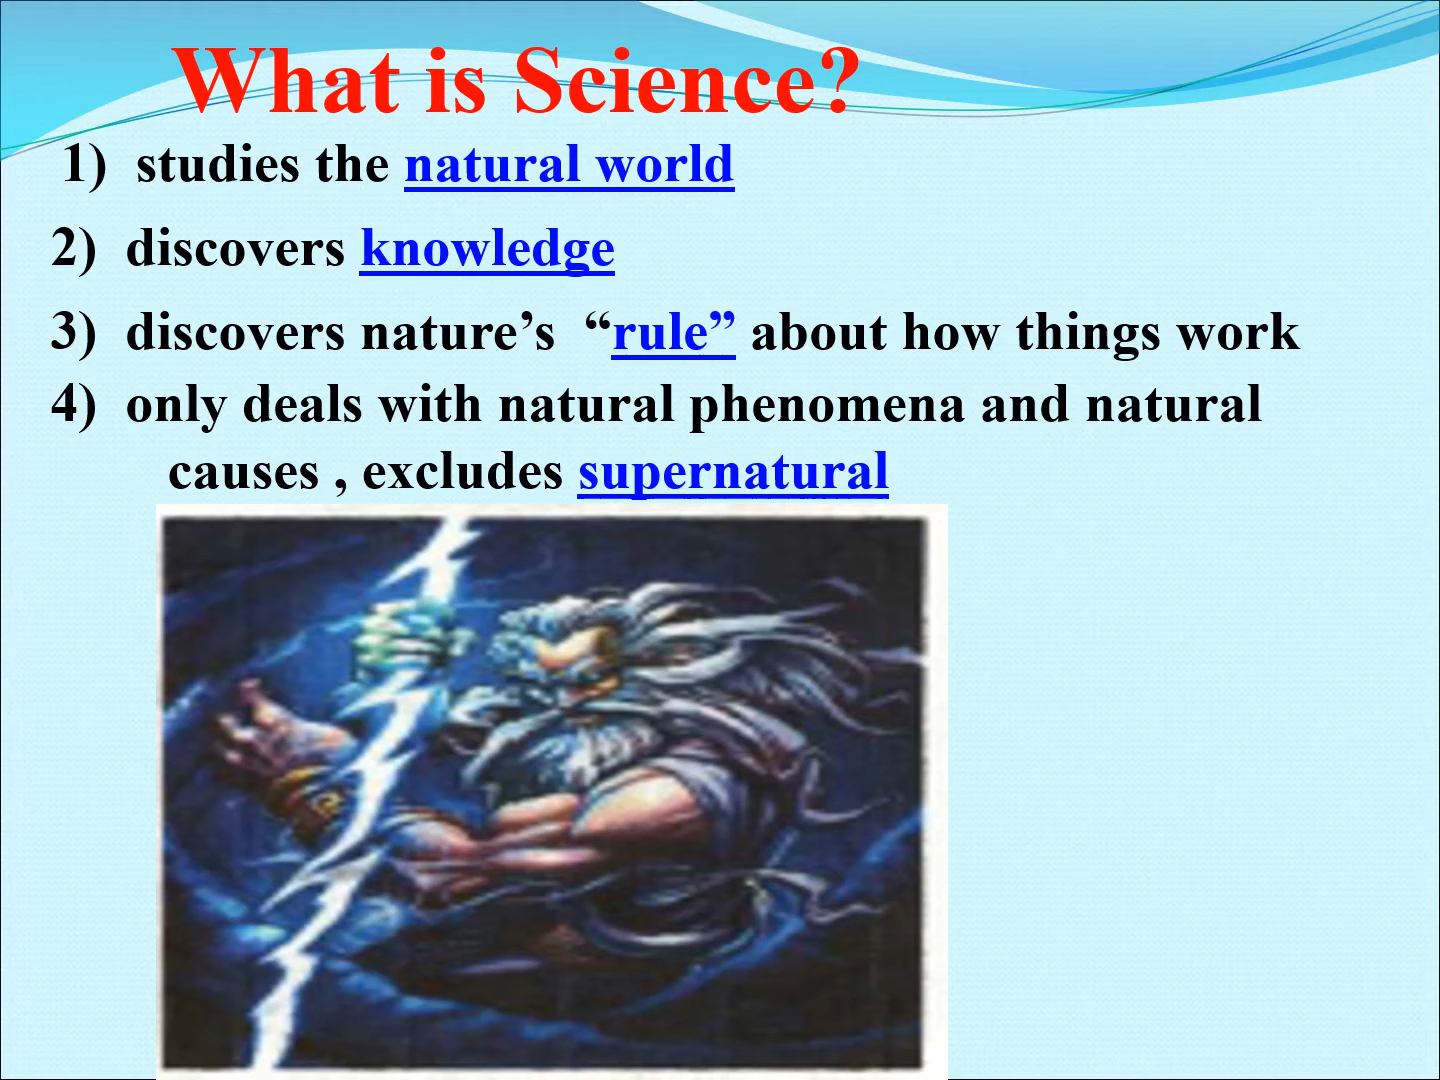 What is Science?
1) studies the natural world
2) discovers knowledge
3) discovers nature’s “rule” about how things work
4) only deals with natural phenomena and natural
causes , excludes supernatural